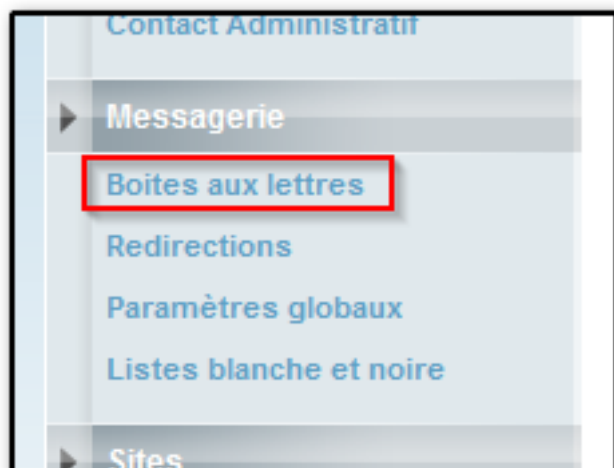 Contact Administratif
Messagerie
Boites aux lettres
Redirections
Paramètres globaux
Listes blanche et noire
Sites